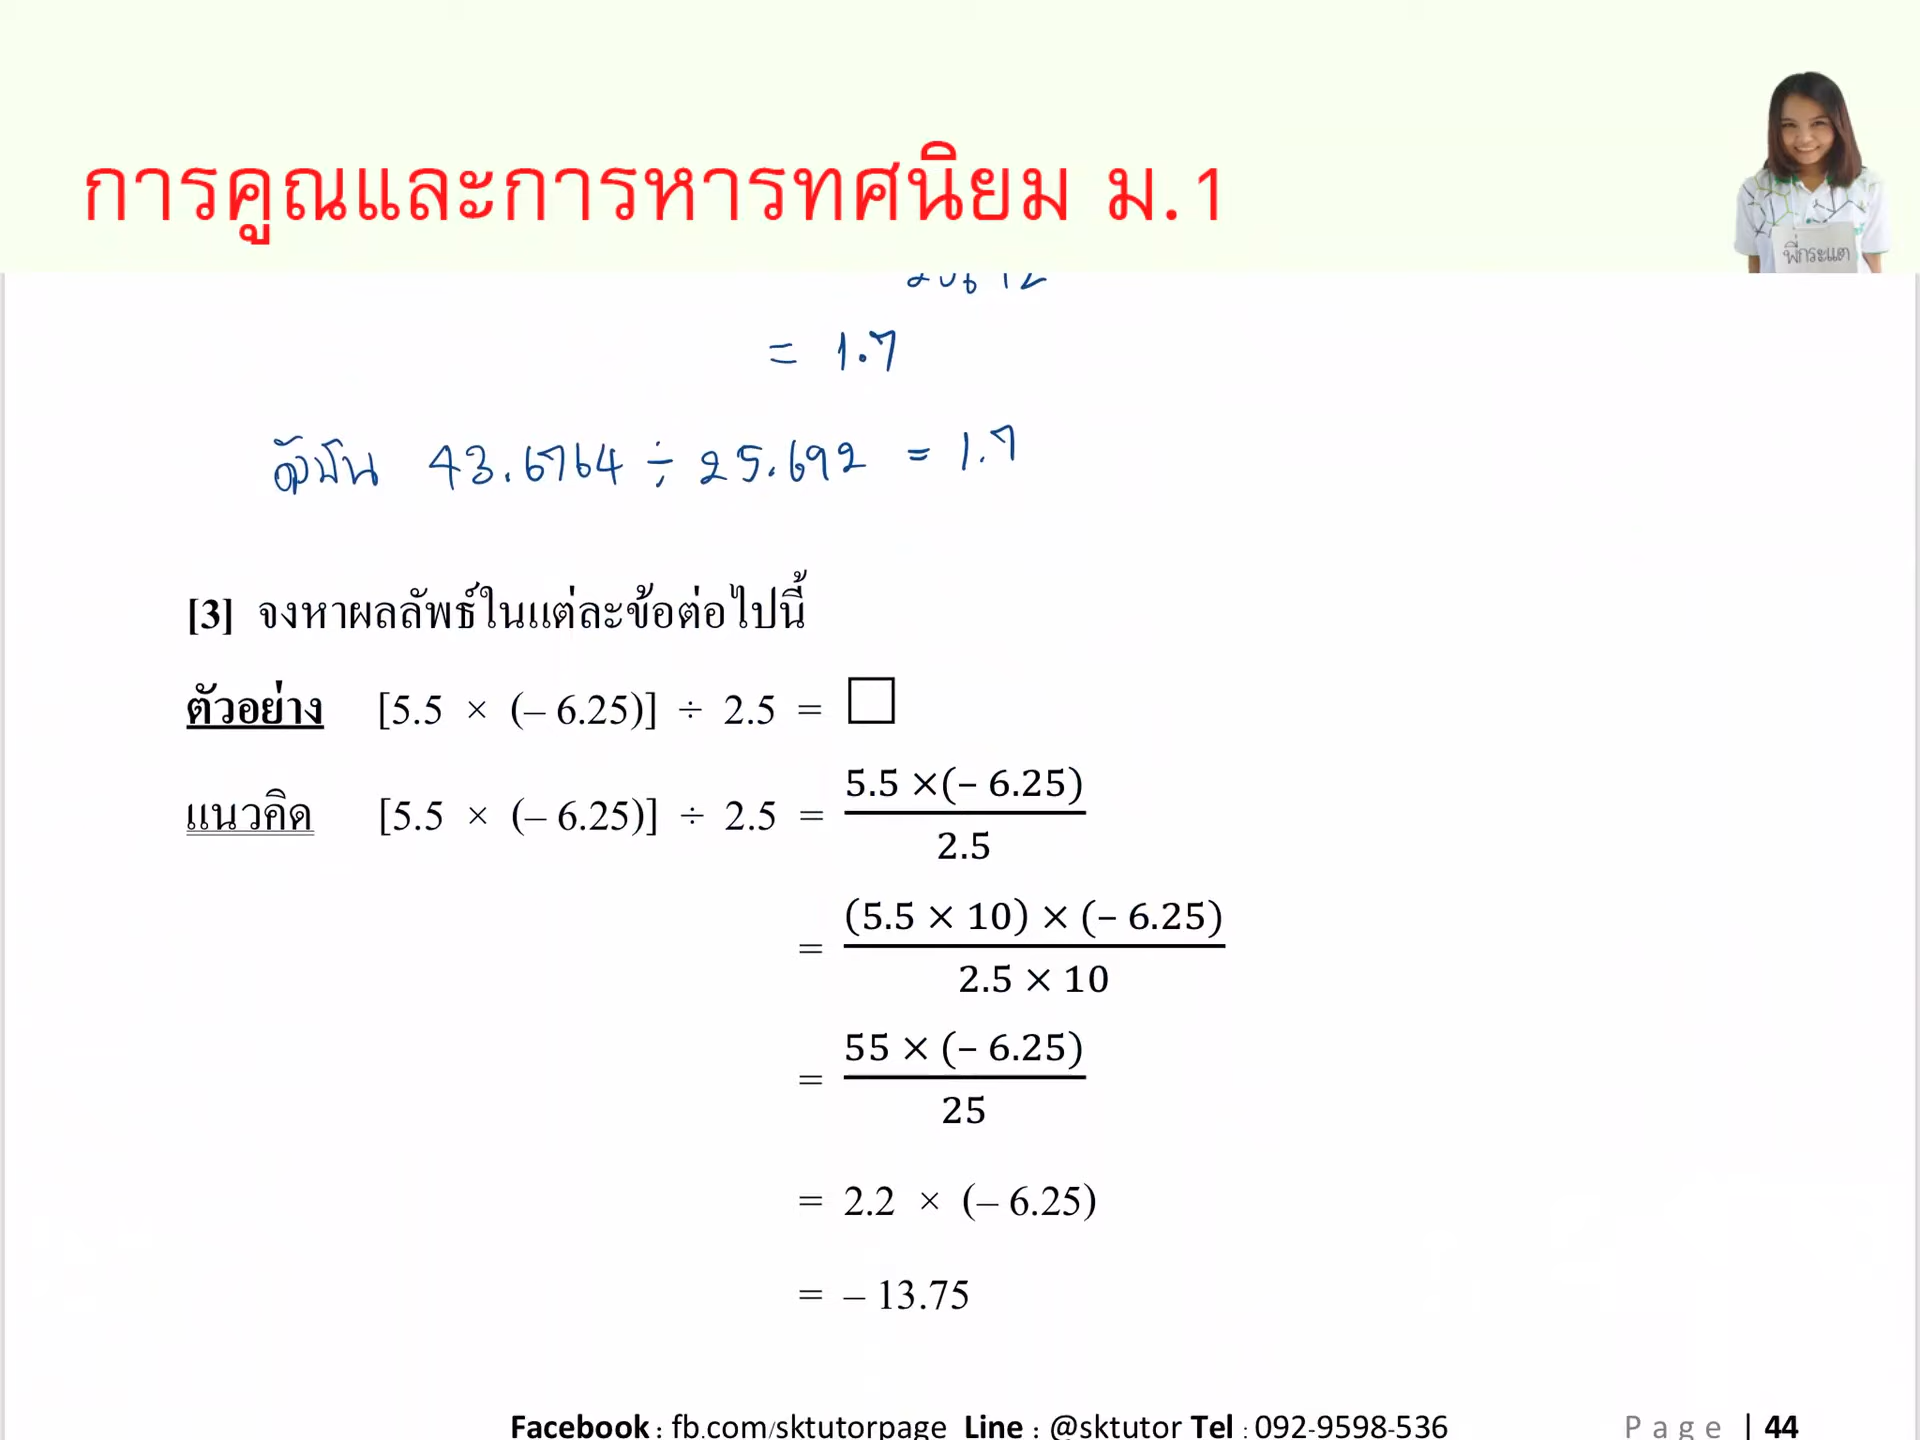 การคูณและการหารทศนิยม ม.1
พี่กระแต
= 1.7
ดังนั้น 43.6764 ÷ 25.692 = 1.7
[3] จงหาผลลัพธ์ในแต่ละข้อต่อไปนี้
ตัวอย่าง [5.5 × (– 6.25)] ÷ 2.5 = □
แนวคิด [5.5 × (– 6.25)] ÷ 2.5 = 5.5 ×(– 6.25)
2.5
= (5.5 × 10) × (– 6.25)
2.5 × 10
= 55 × (– 6.25)
25
= 2.2 × (– 6.25)
= – 13.75
Facebook : fb.com/sktutorpage Line : @sktutor Tel : 092-9598-536 Page | 44